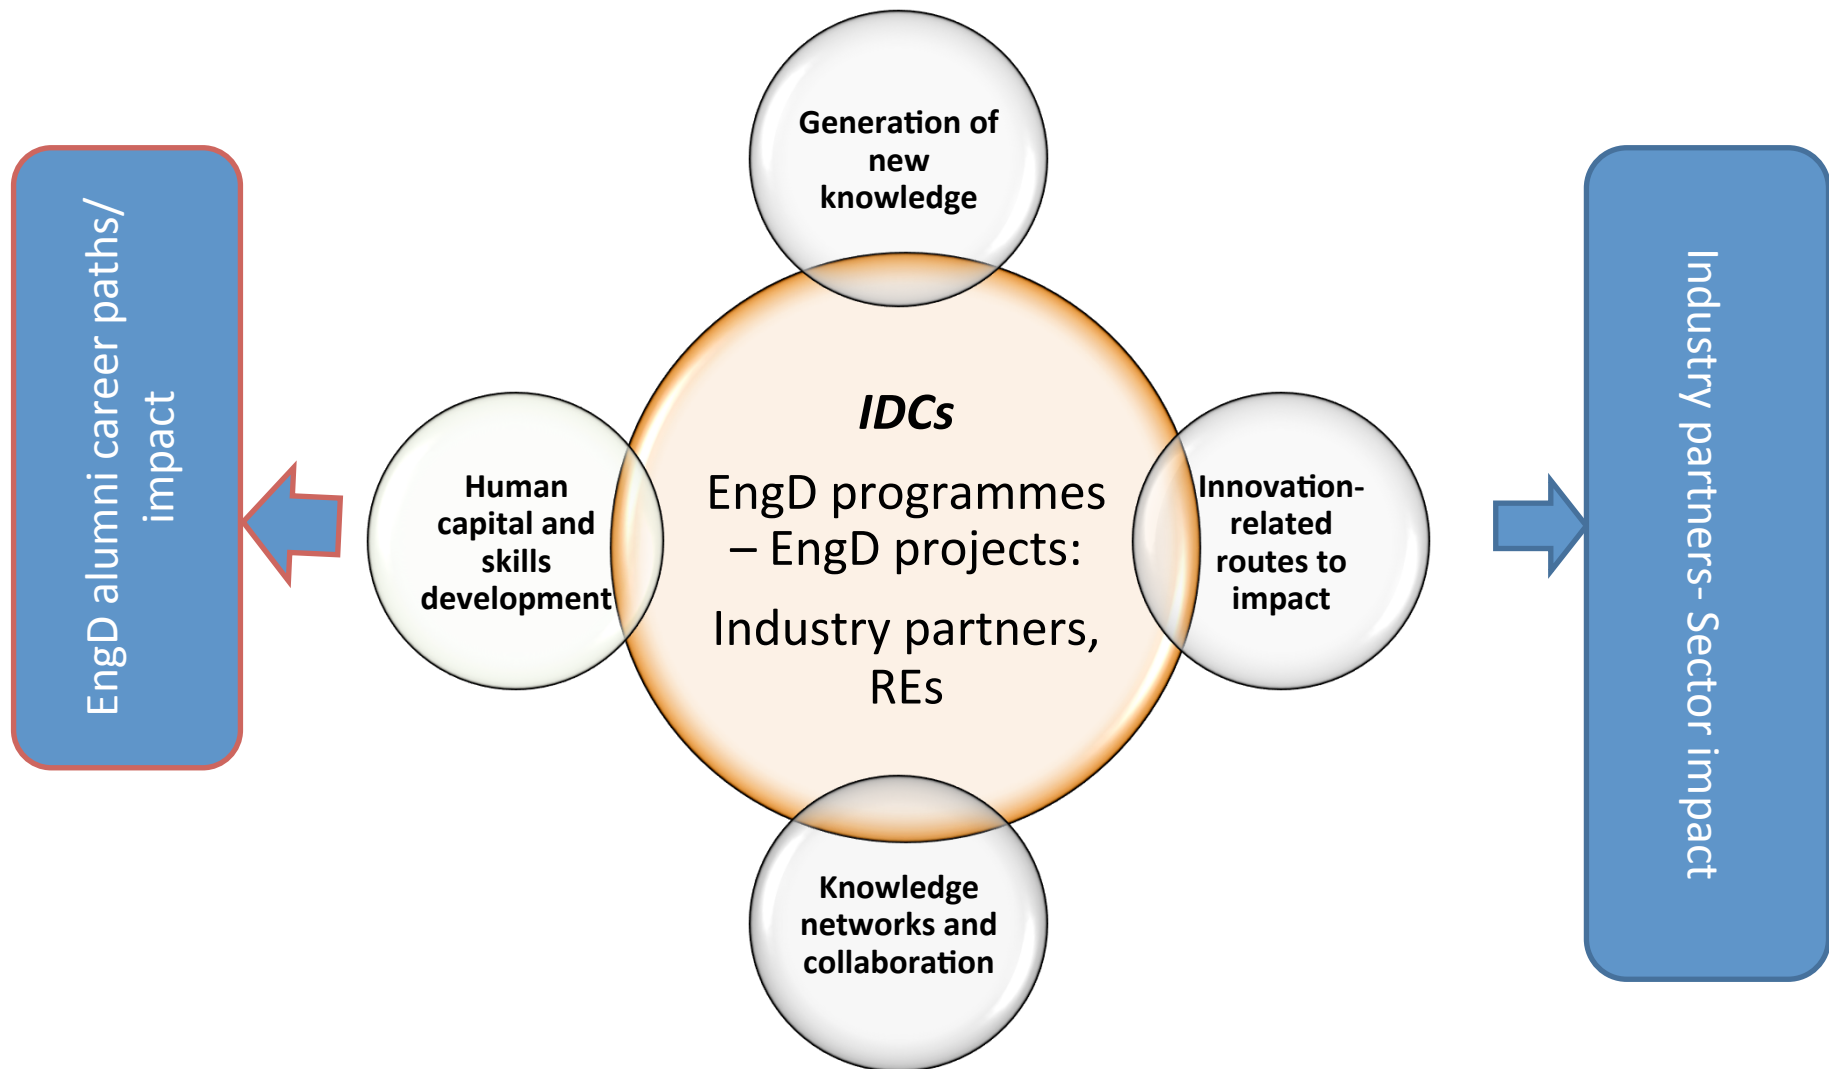 EngD alumni career paths/
impact
Generation of
new
knowledge
Human
capital and
skills
development
IDCs
EngD programmes
– EngD projects:
Industry partners,
REs
Innovation-
related
routes to
impact
Knowledge
networks and
collaboration
Industry partners- Sector impact